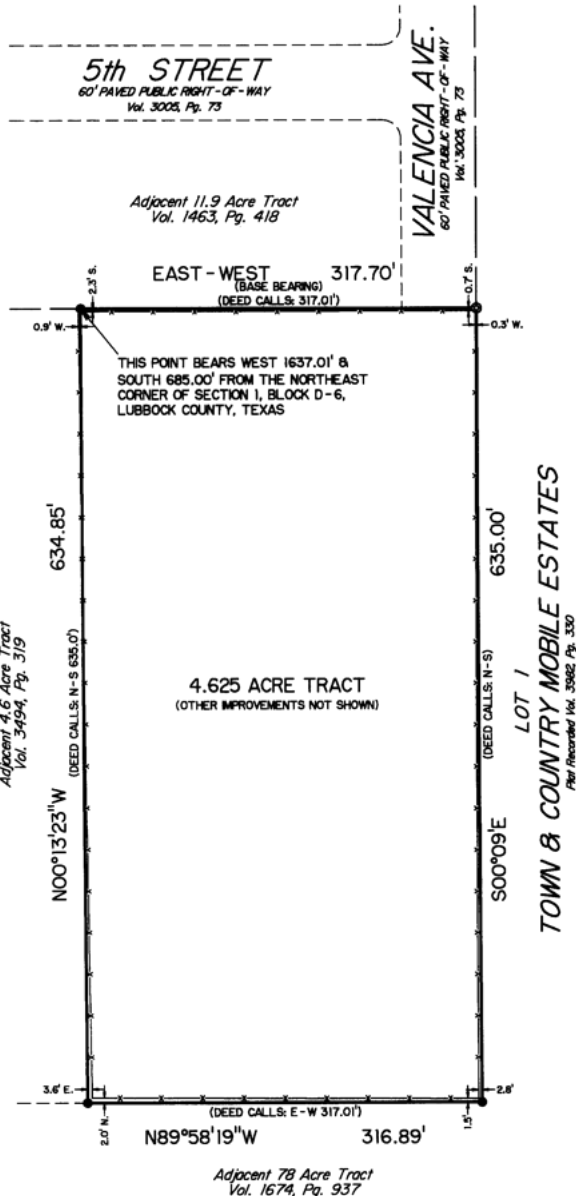 5th STREET
60' PAVED PUBLIC RIGHT-OF-WAY
Vol. 3005, Pg. 73
VALENCIA AVE.
60' PAVED PUBLIC RIGHT-OF-WAY
Vol. 3005, Pg. 73
Adjacent 11.9 Acre Tract
Vol. 1463, Pg. 418
EAST-WEST 317.70'
(BASE BEARING)
(DEED CALLS: 317.01')
2.3' S.
0.7' S.
0.9' W.
0.3' W.
THIS POINT BEARS WEST 1637.01' &
SOUTH 685.00' FROM THE NORTHEAST
CORNER OF SECTION 1, BLOCK D-6,
LUBBOCK COUNTY, TEXAS
Adjacent 4.6 Acre Tract
Vol. 3494, Pg. 319
N00°13'23"W 634.85'
(DEED CALLS: N-S 635.0')
4.625 ACRE TRACT
(OTHER IMPROVEMENTS NOT SHOWN)
(DEED CALLS: N-S)
S00°09'E 635.00'
LOT 1
TOWN & COUNTRY MOBILE ESTATES
Plat Recorded Vol. 3982, Pg. 330
3.6' E.
2.8'
2.0' N.
1.5'
(DEED CALLS: E-W 317.01')
N89°58'19"W 316.89'
Adjacent 78 Acre Tract
Vol. 1674, Pg. 937